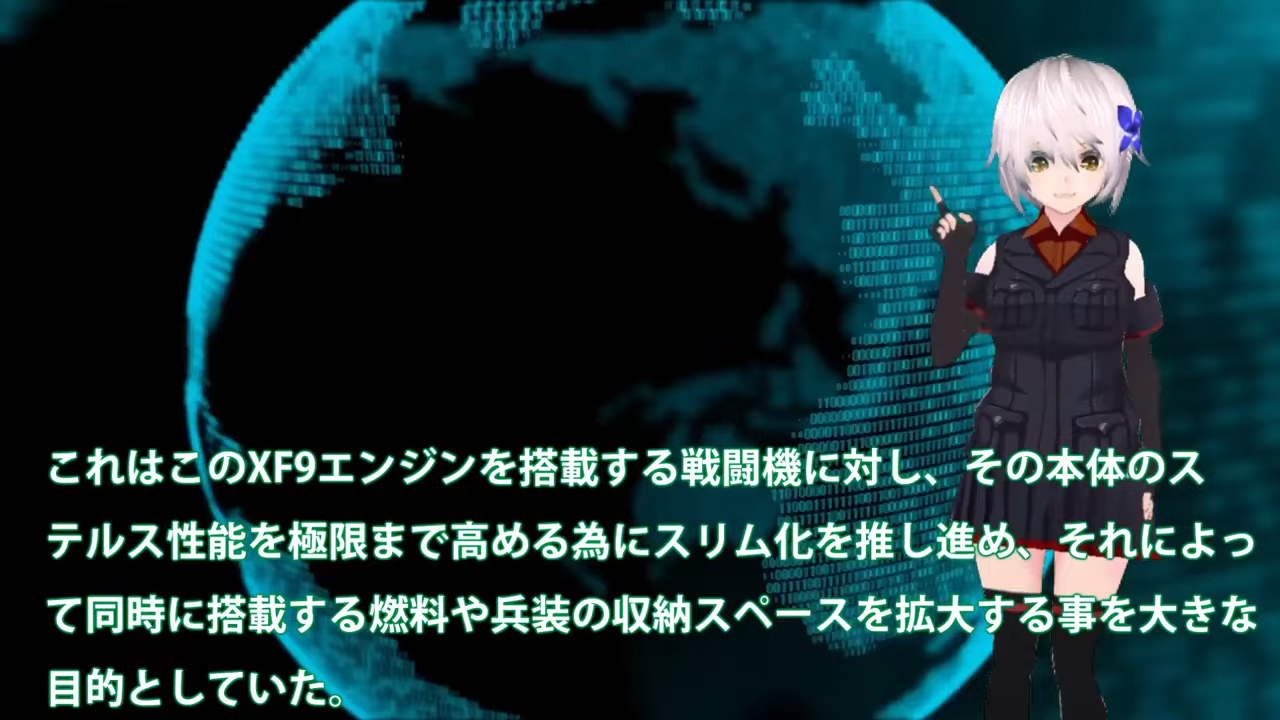 これはこのXF9エンジンを搭載する戦闘機に対し、その本体のス
テルス性能を極限まで高める為にスリム化を推し進め、それによっ
て同時に搭載する燃料や兵装の収納スペースを拡大する事を大きな
目的としていた。